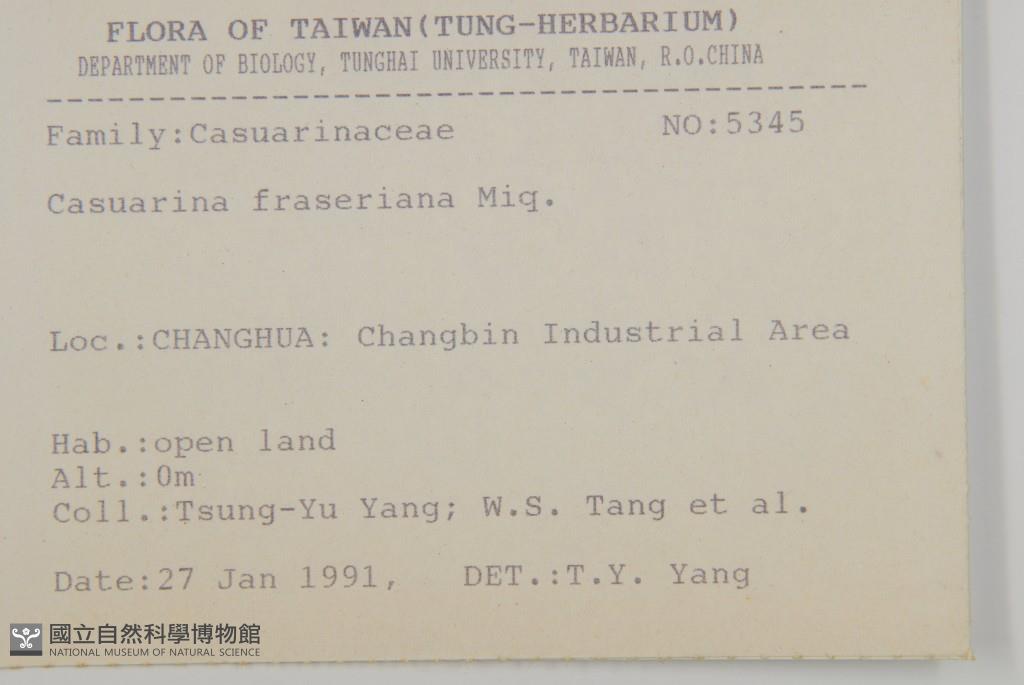 FLORA OF TAIWAN(TUNG-HERBARIUM)
DEPARTMENT OF BIOLOGY, TUNGHAI UNIVERSITY, TAIWAN, R.O.CHINA
Family:Casuarinaceae NO:5345
Casuarina fraseriana Miq.
Loc.:CHANGHUA: Changbin Industrial Area
Hab.:open land
Alt.:0m
Coll.:Tsung-Yu Yang; W.S. Tang et al.
Date:27 Jan 1991, DET.:T.Y. Yang
國立自然科學博物館
NATIONAL MUSEUM OF NATURAL SCIENCE